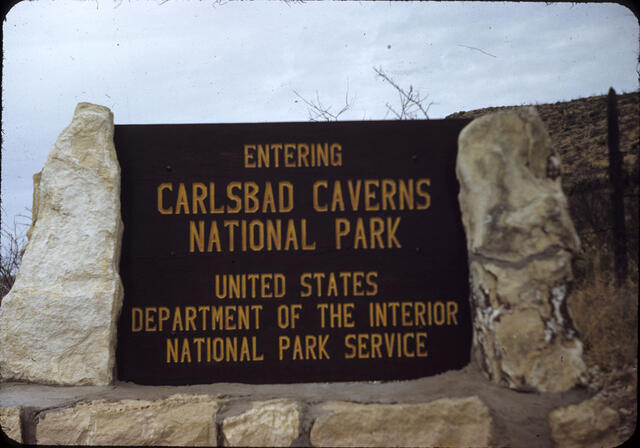 ENTERING
CARLSBAD CAVERNS
NATIONAL PARK
UNITED STATES
DEPARTMENT OF THE INTERIOR
NATIONAL PARK SERVICE